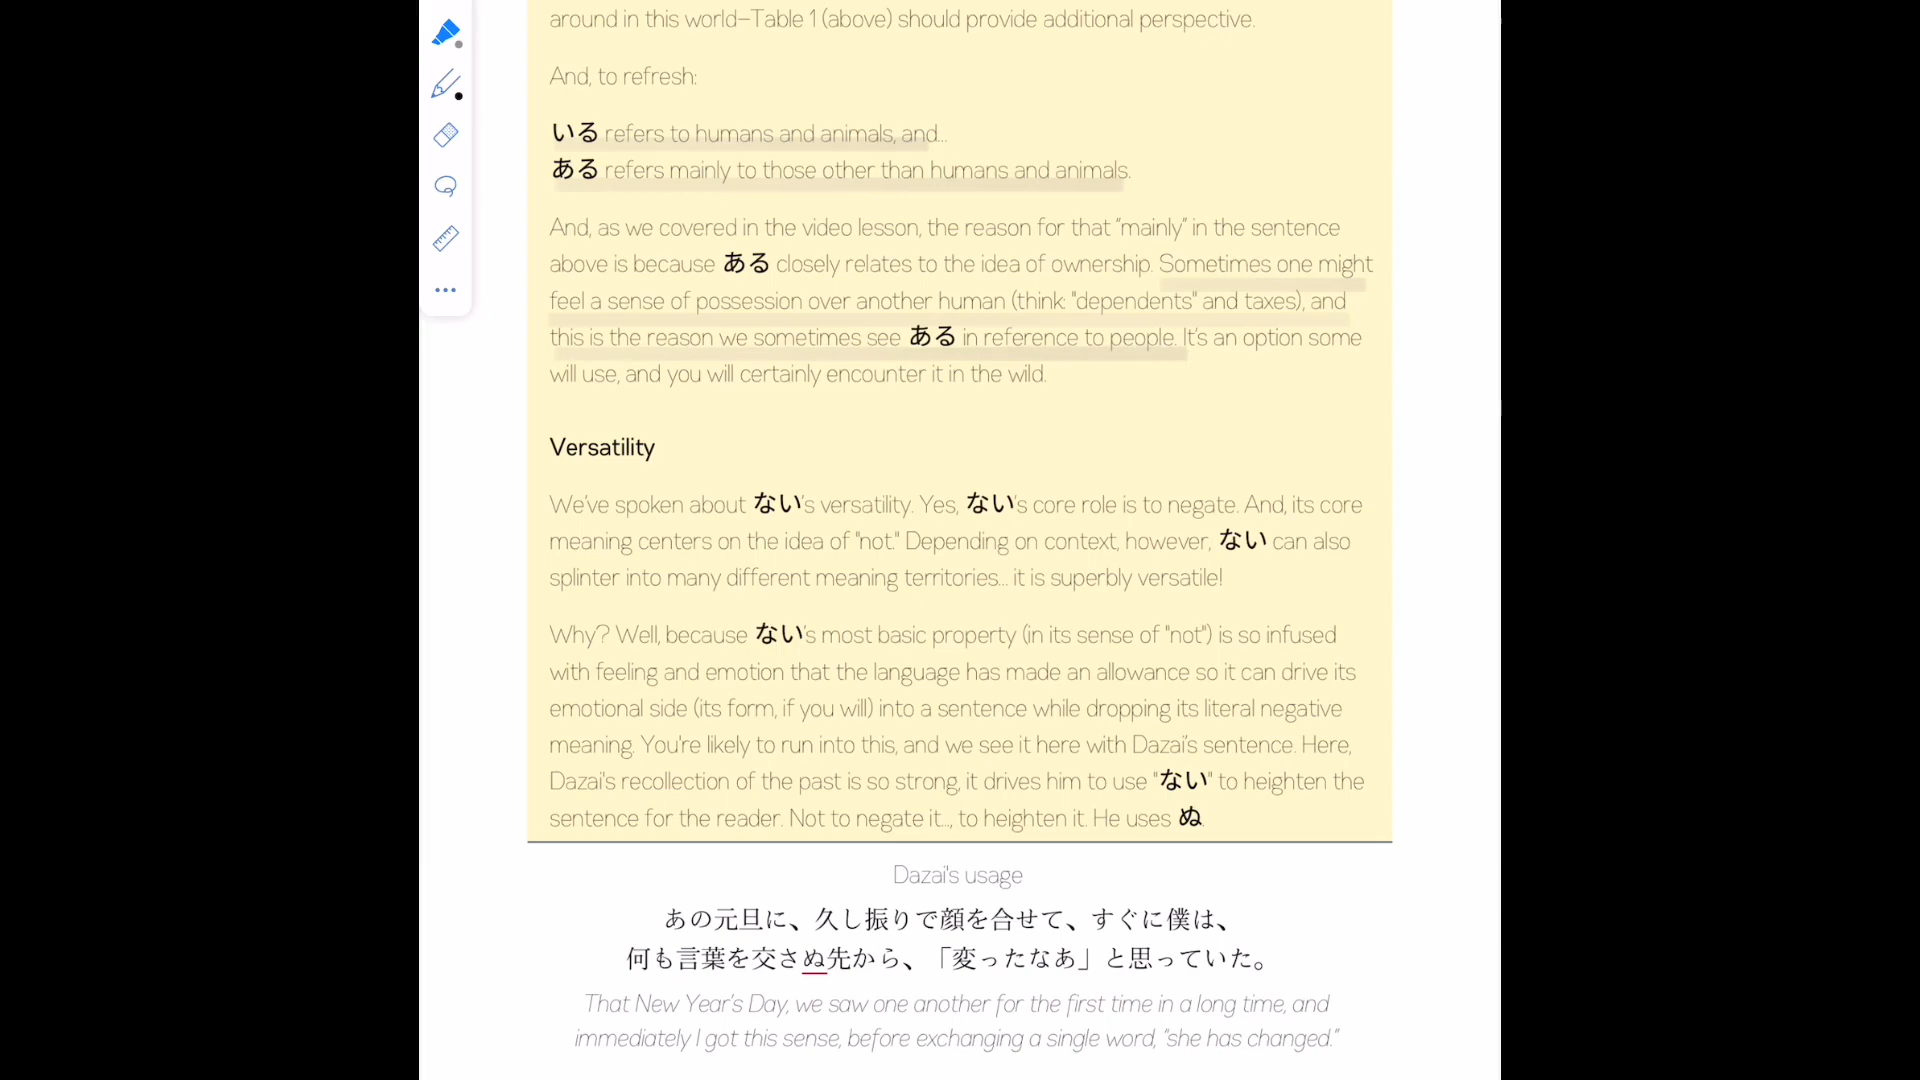 around in this world–Table 1 (above) should provide additional perspective.
And, to refresh:
いる refers to humans and animals, and...
ある refers mainly to those other than humans and animals.
And, as we covered in the video lesson, the reason for that “mainly” in the sentence
above is because ある closely relates to the idea of ownership. Sometimes one might
feel a sense of possession over another human (think: "dependents" and taxes), and
this is the reason we sometimes see ある in reference to people. It’s an option some
will use, and you will certainly encounter it in the wild.
Versatility
We’ve spoken about ない’s versatility. Yes, ない’s core role is to negate. And, its core
meaning centers on the idea of "not." Depending on context, however, ない can also
splinter into many different meaning territories... it is superbly versatile!
Why? Well, because ない’s most basic property (in its sense of "not") is so infused
with feeling and emotion that the language has made an allowance so it can drive its
emotional side (its form, if you will) into a sentence while dropping its literal negative
meaning. You’re likely to run into this, and we see it here with Dazai’s sentence. Here,
Dazai’s recollection of the past is so strong, it drives him to use "ない" to heighten the
sentence for the reader. Not to negate it..., to heighten it. He uses ぬ.
Dazai's usage
あの元旦に、久し振りで顔を合せて、すぐに僕は、
何も言葉を交さぬ先から、「変ったなあ」と思っていた。
That New Year’s Day, we saw one another for the first time in a long time, and
immediately I got this sense, before exchanging a single word, “she has changed.”